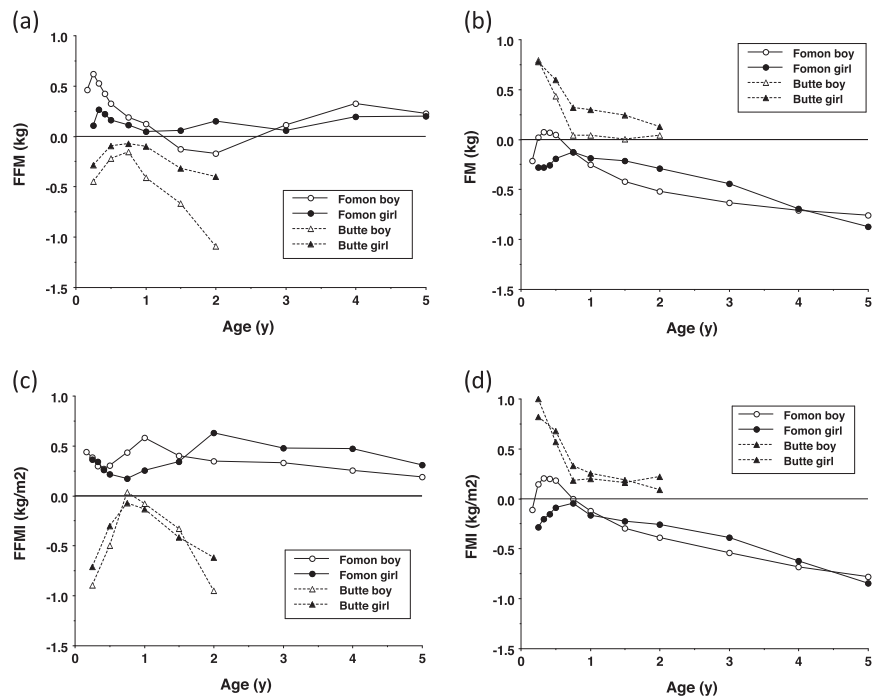 (a)
1.0
0.5
0.0
-0.5
-1.0
-1.5
FFM (kg)
Fomon boy
Fomon girl
Butte boy
Butte girl
0 1 2 3 4 5
Age (y)
(b)
1.0
0.5
0.0
-0.5
-1.0
-1.5
FM (kg)
Fomon boy
Fomon girl
Butte boy
Butte girl
0 1 2 3 4 5
Age (y)
(c)
1.0
0.5
0.0
-0.5
-1.0
-1.5
FFMI (kg/m2)
Fomon boy
Fomon girl
Butte boy
Butte girl
0 1 2 3 4 5
Age (y)
(d)
1.0
0.5
0.0
-0.5
-1.0
-1.5
FMI (kg/m2)
Fomon boy
Fomon girl
Butte boy
Butte girl
0 1 2 3 4 5
Age (y)